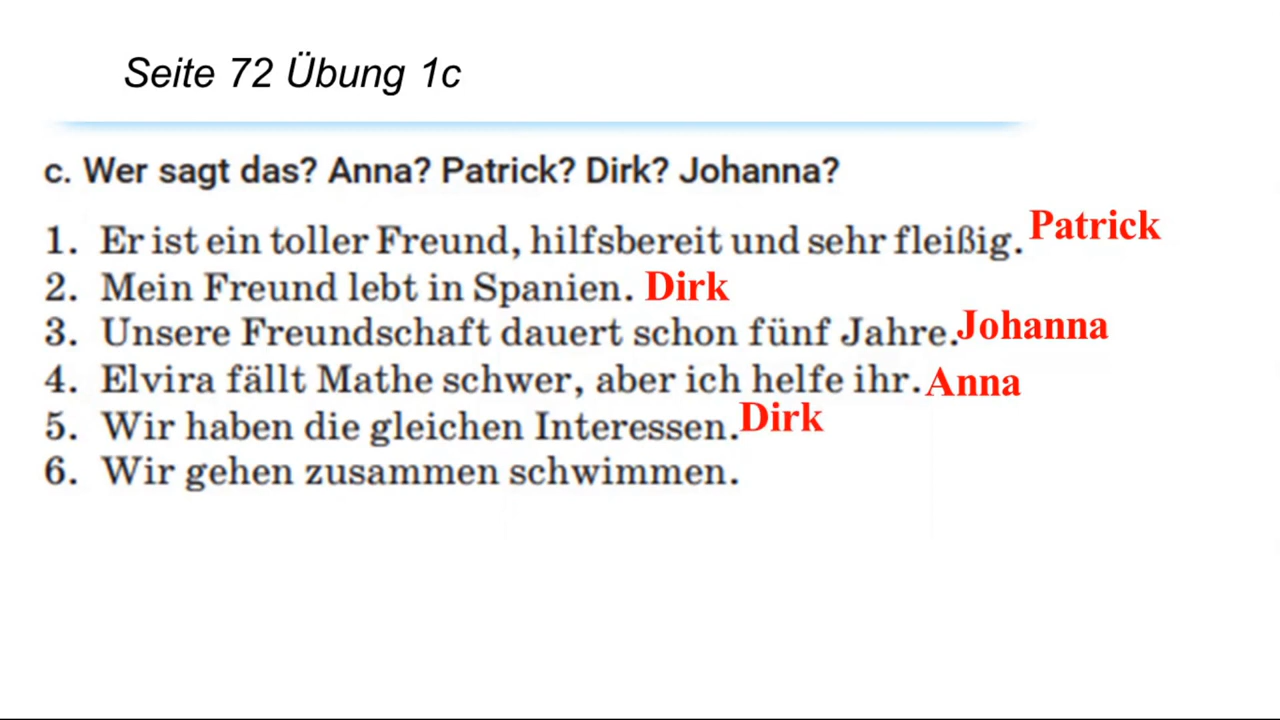 Seite 72 Übung 1c
c. Wer sagt das? Anna? Patrick? Dirk? Johanna?
1. Er ist ein toller Freund, hilfsbereit und sehr fleißig. Patrick
2. Mein Freund lebt in Spanien. Dirk
3. Unsere Freundschaft dauert schon fünf Jahre. Johanna
4. Elvira fällt Mathe schwer, aber ich helfe ihr. Anna
5. Wir haben die gleichen Interessen. Dirk
6. Wir gehen zusammen schwimmen.